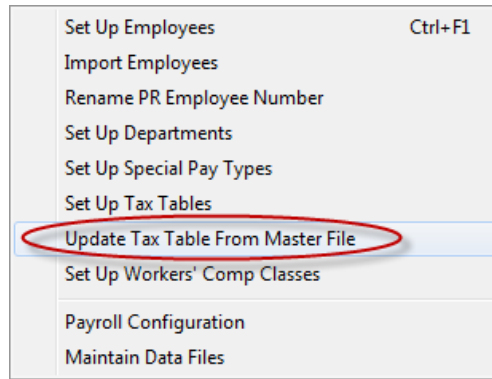 Set Up Employees Ctrl+F1
Import Employees
Rename PR Employee Number
Set Up Departments
Set Up Special Pay Types
Set Up Tax Tables
Update Tax Table From Master File
Set Up Workers' Comp Classes
Payroll Configuration
Maintain Data Files